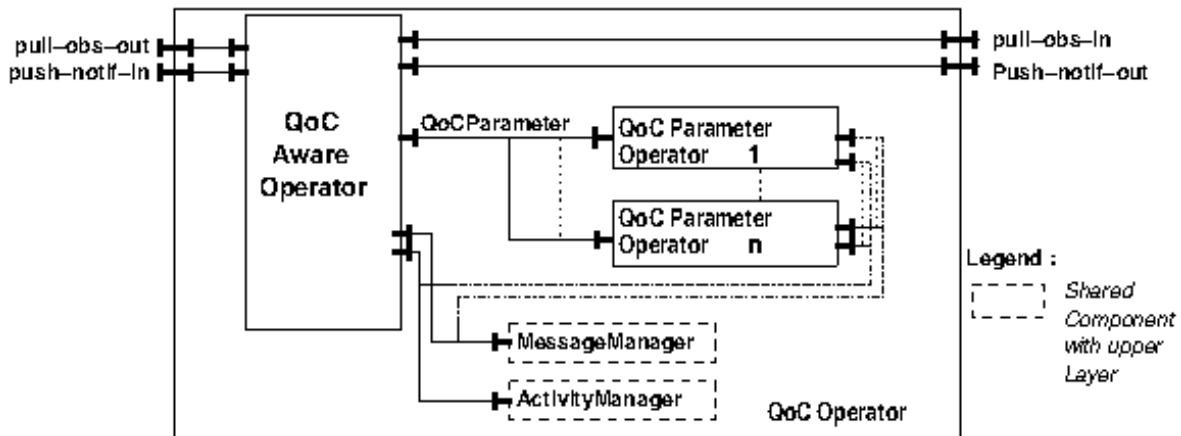 pull-obs-out
push-notif-in
pull-obs-in
Push-notif-out
QoC
Aware
Operator
QoCParameter
QoC Parameter
Operator 1
QoC Parameter
Operator n
MessageManager
ActivityManager
QoC Operator
Legend :
Shared
Component
with upper
Layer